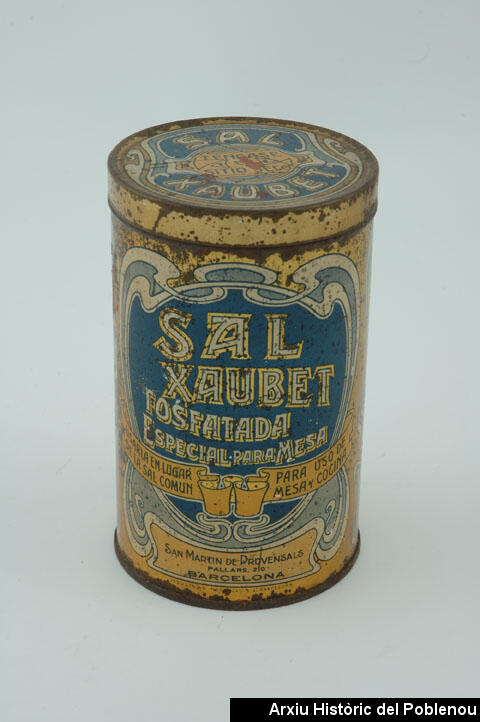 SAL
XAUBET
SAL
XAUBET
FOSFATADA
ESPECIAL PARA MESA
EN LUGAR
SAL COMUN
PARA USO DE
MESA Y COCINA
SAN MARTIN DE PROVENSALS
PALLARS, 210
BARCELONA
Arxiu Històric del Poblenou